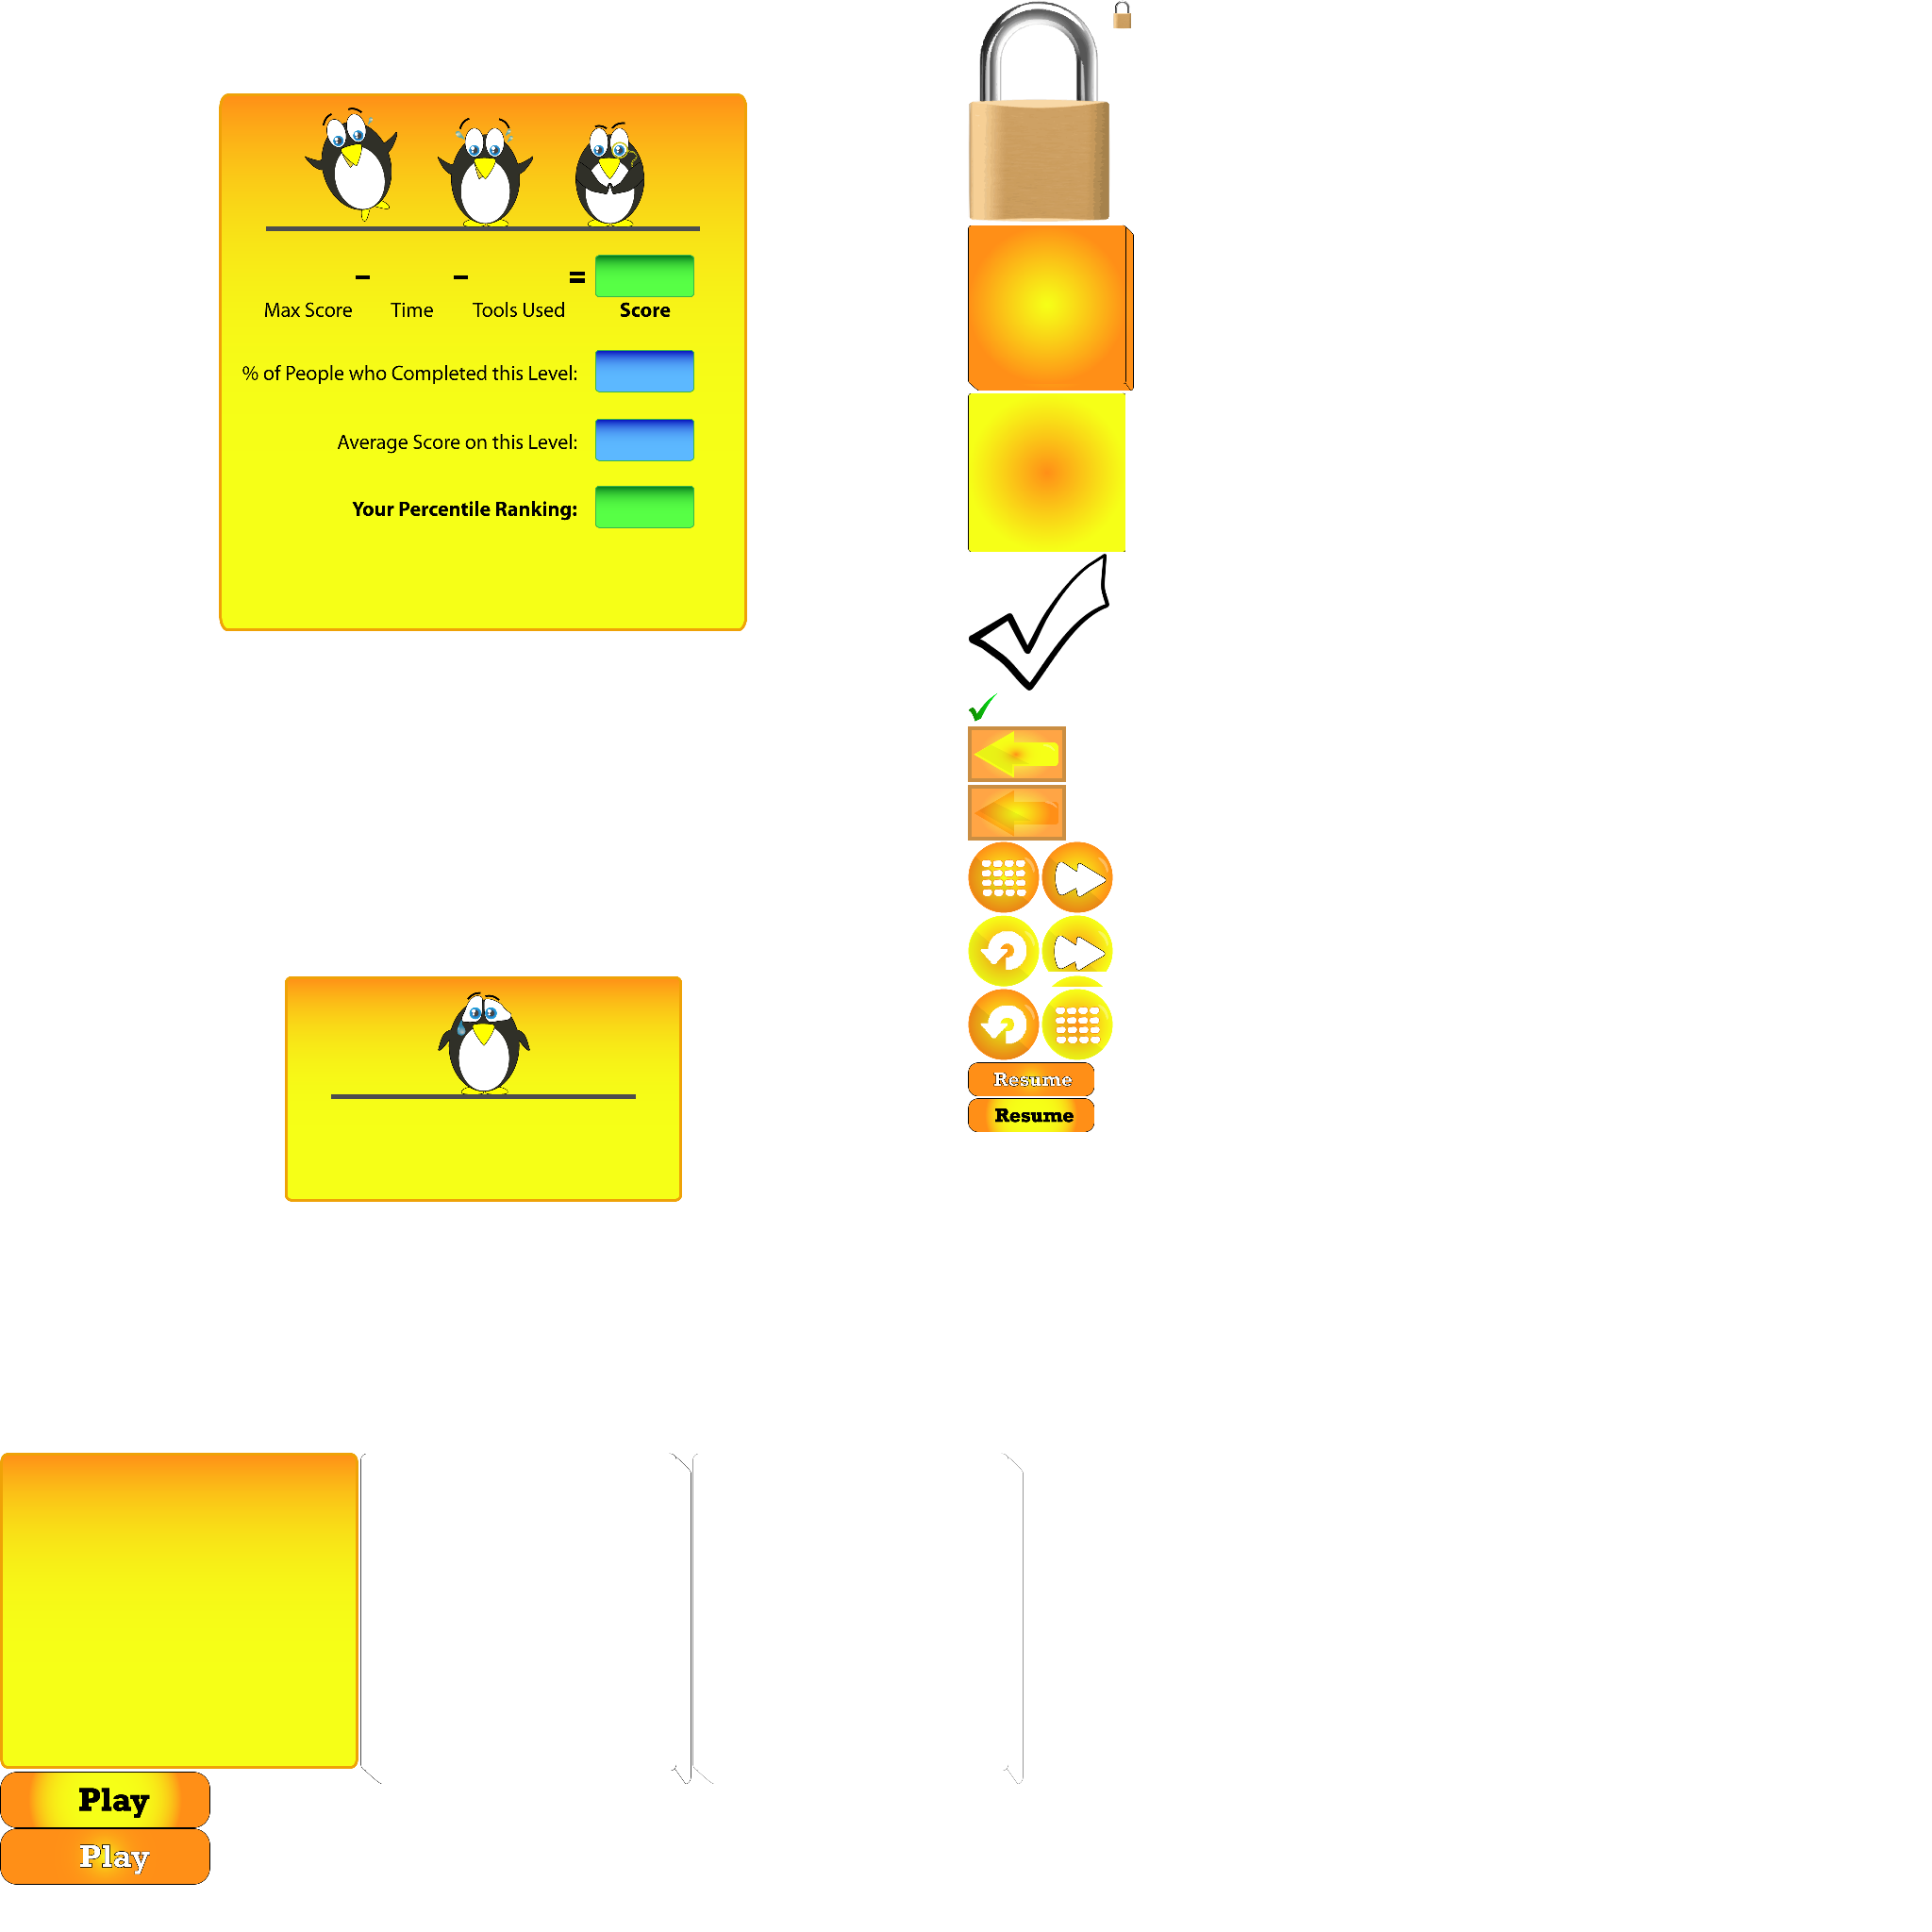 - - =
Max Score Time Tools Used Score
% of People who Completed this Level:
Average Score on this Level:
Your Percentile Ranking:
Resume
Resume
Play
Play